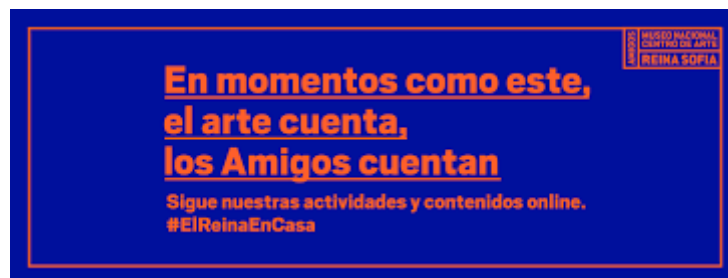 AMIGOS
MUSEO NACIONAL
CENTRO DE ARTE
REINA SOFIA
En momentos como este,
el arte cuenta,
los Amigos cuentan
Sigue nuestras actividades y contenidos online.
#ElReinaEnCasa